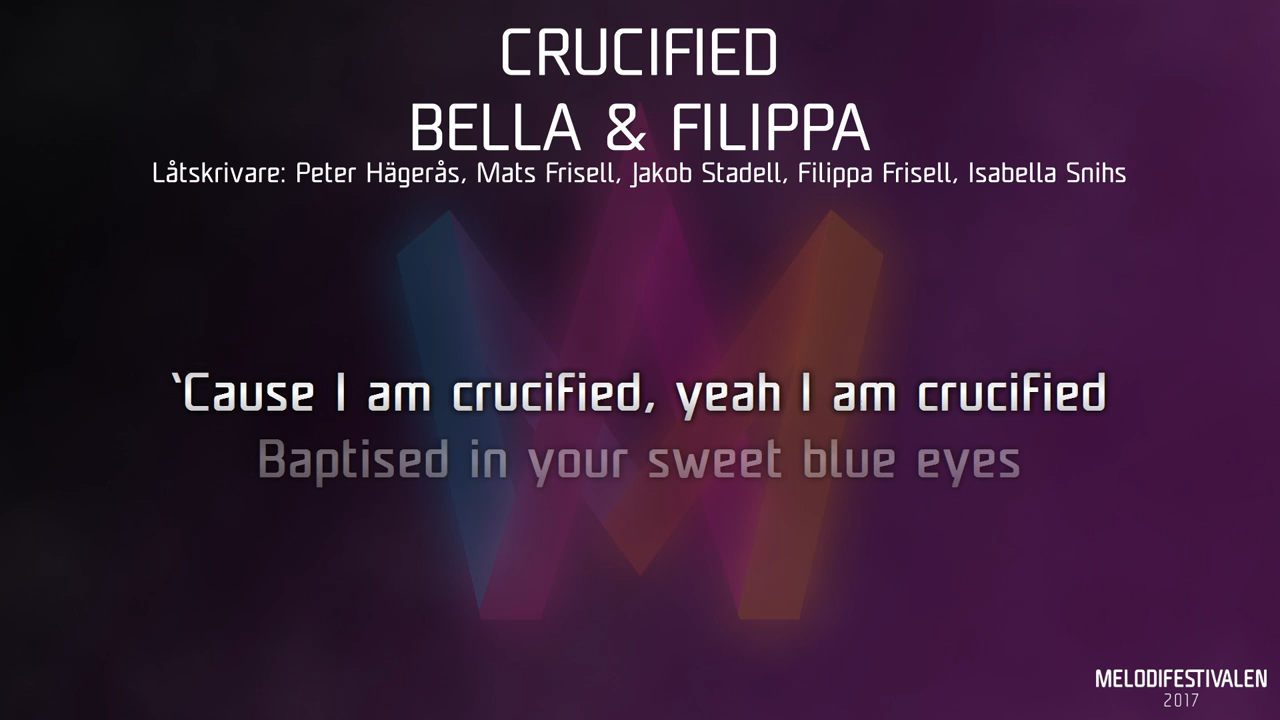 CRUCIFIED
BELLA & FILIPPA
Låtskrivare: Peter Hägerås, Mats Frisell, Jakob Stadell, Filippa Frisell, Isabella Snihs
‘Cause I am crucified, yeah I am crucified
Baptised in your sweet blue eyes
MELODIFESTIVALEN
2017